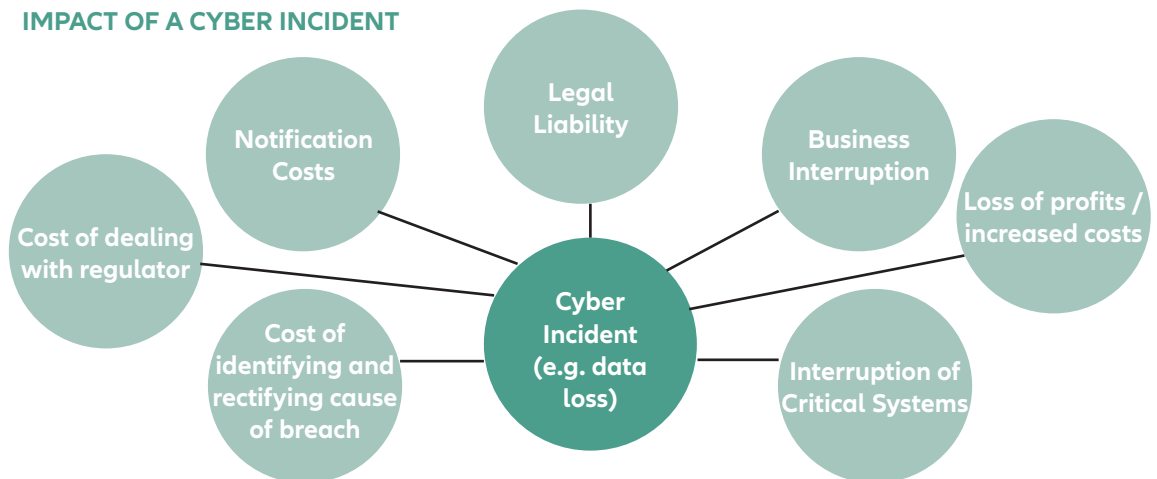 IMPACT OF A CYBER INCIDENT
Legal
Liability
Notification
Costs
Business
Interruption
Cost of dealing
with regulator
Loss of profits /
increased costs
Cyber
Incident
(e.g. data
loss)
Cost of
identifying and
rectifying cause
of breach
Interruption of
Critical Systems